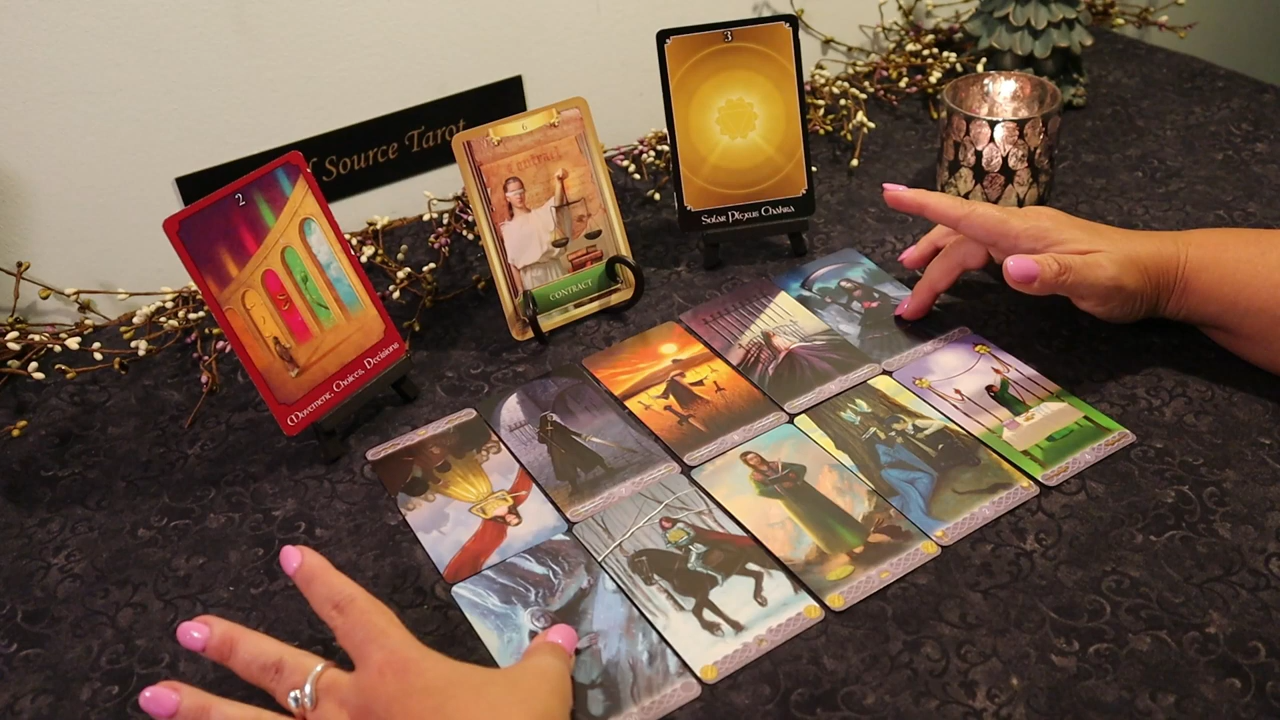 Source Tarot
2
Movement, Choices, Decisions
6
Contract
CONTRACT
3
Solar Plexus Chakra